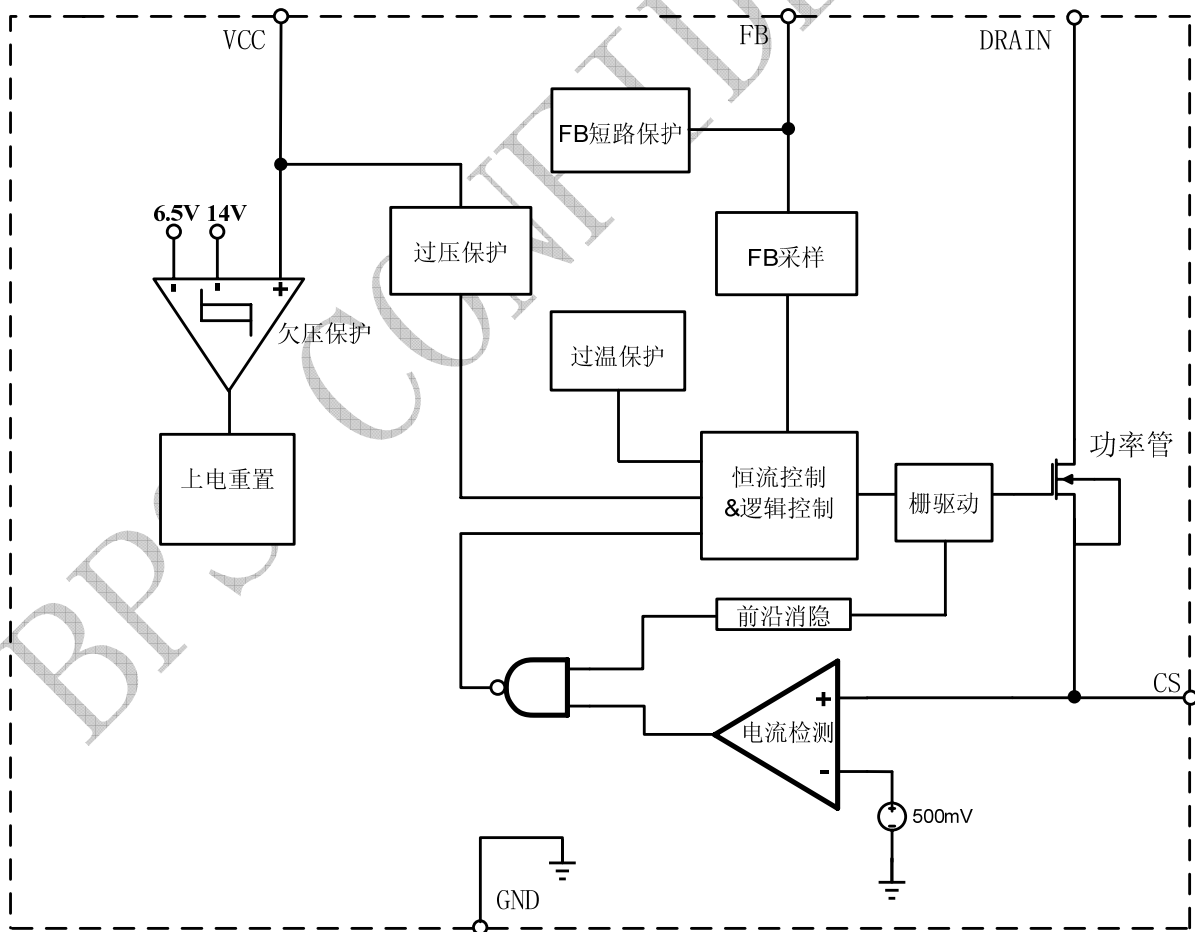 VCC
FB
DRAIN
FB短路保护
6.5V 14V
过压保护
FB采样
欠压保护
过温保护
上电重置
恒流控制
&逻辑控制
栅驱动
功率管
前沿消隐
CS
电流检测
500mV
GND